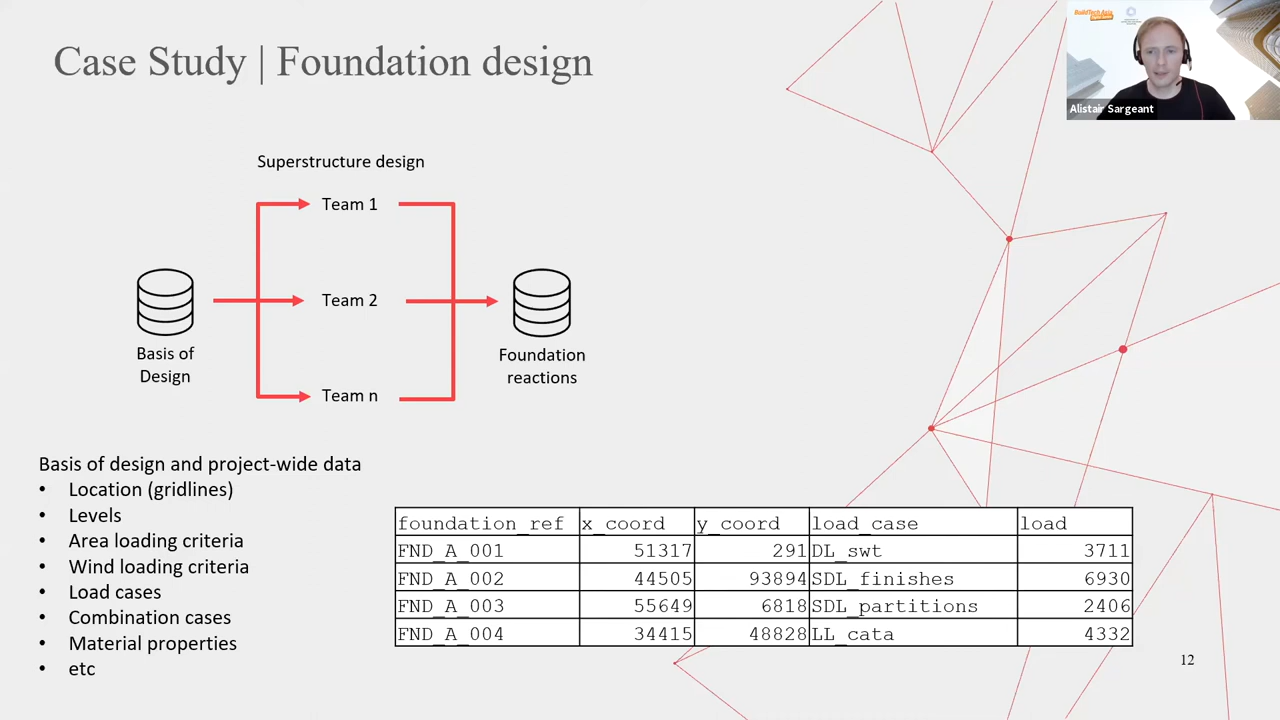 Case Study | Foundation design
BuildTech Asia
Alistair Sargeant
Superstructure design
Team 1
Team 2
Team n
Basis of
Design
Foundation
reactions
Basis of design and project-wide data
• Location (gridlines)
• Levels
• Area loading criteria
• Wind loading criteria
• Load cases
• Combination cases
• Material properties
• etc
foundation_ref x_coord y_coord load_case load
FND_A_001 51317 291 DL_swt 3711
FND_A_002 44505 93894 SDL_finishes 6930
FND_A_003 55649 6818 SDL_partitions 2406
FND_A_004 34415 48828 LL_cata 4332
12